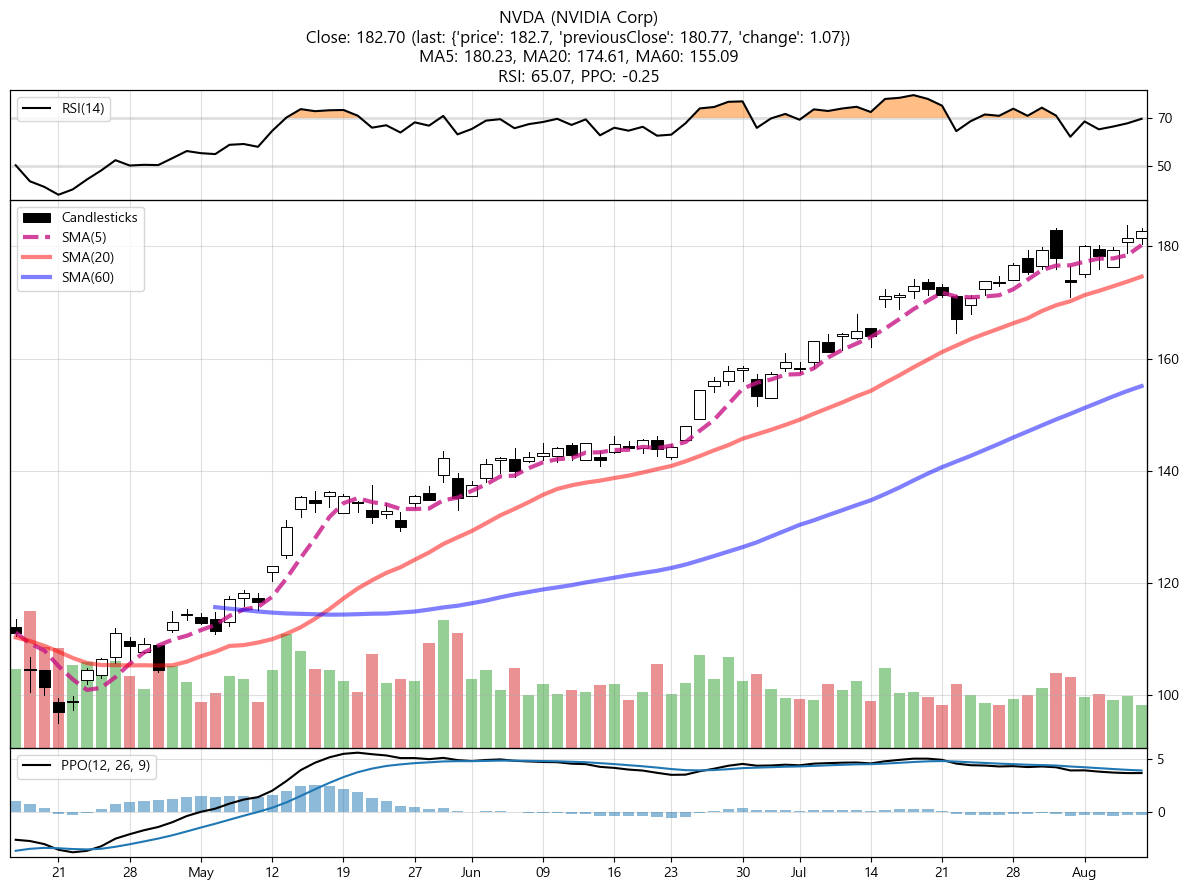 NVDA (NVIDIA Corp)
Close: 182.70 (last: {'price': 182.7, 'previousClose': 180.77, 'change': 1.07})
MA5: 180.23, MA20: 174.61, MA60: 155.09
RSI: 65.07, PPO: -0.25
RSI(14)
70
50
Candlesticks
SMA(5)
SMA(20)
SMA(60)
180
160
140
120
100
PPO(12, 26, 9)
5
0
21 28 May 12 19 27 Jun 09 16 23 30 Jul 14 21 28 Aug